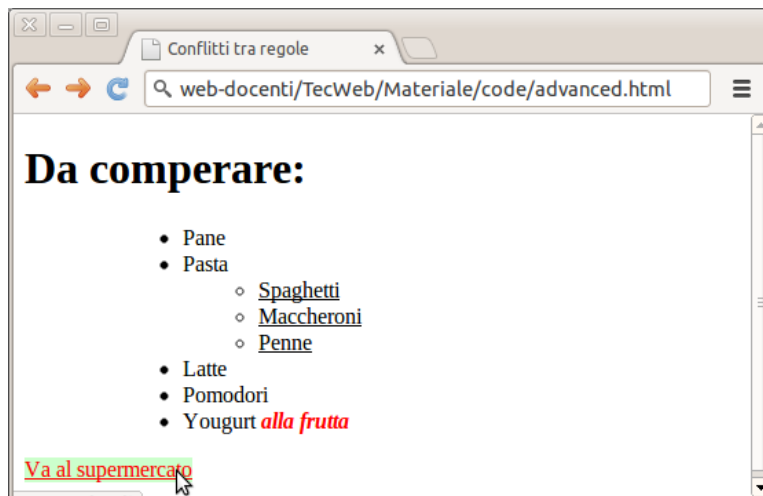 Conflitti tra regole
web-docenti/TecWeb/Materiale/code/advanced.html
Da comperare:
Pane
Pasta
Spaghetti
Maccheroni
Penne
Latte
Pomodori
Yougurt alla frutta
Va al supermercato